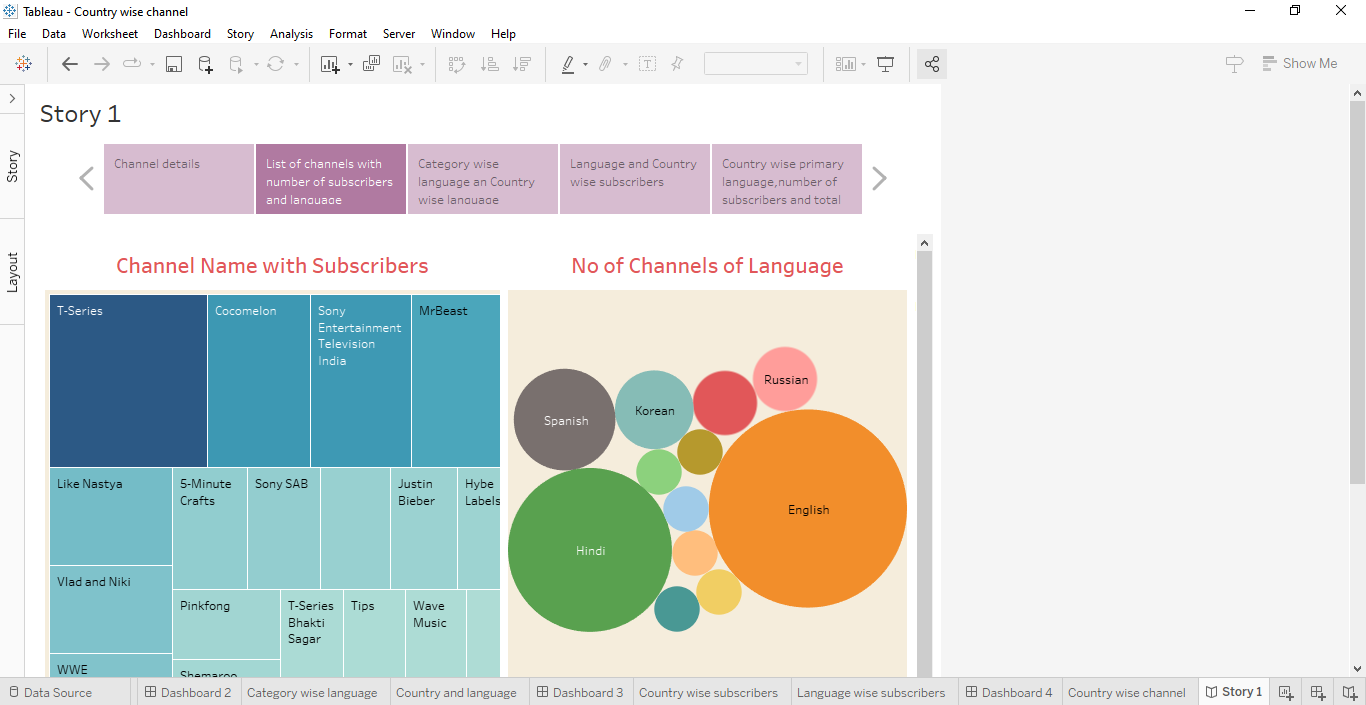 Tableau - Country wise channel
File Data Worksheet Dashboard Story Analysis Format Server Window Help
Show Me
Story
Layout
Story 1
Channel details
List of channels with
number of subscribers
and language
Category wise
language an Country
wise language
Language and Country
wise subscribers
Country wise primary
language,number of
subscribers and total
Channel Name with Subscribers
T-Series
Cocomelon
Sony
Entertainment
Television
India
MrBeast
Like Nastya
5-Minute
Crafts
Sony SAB
Justin
Bieber
Hybe
Labels
Vlad and Niki
Pinkfong
T-Series
Bhakti
Sagar
Tips
Wave
Music
WWE
Shemaroo
No of Channels of Language
Russian
Korean
Spanish
English
Hindi
Data Source Dashboard 2 Category wise language Country and language Dashboard 3 Country wise subscribers Language wise subscribers Dashboard 4 Country wise channel Story 1